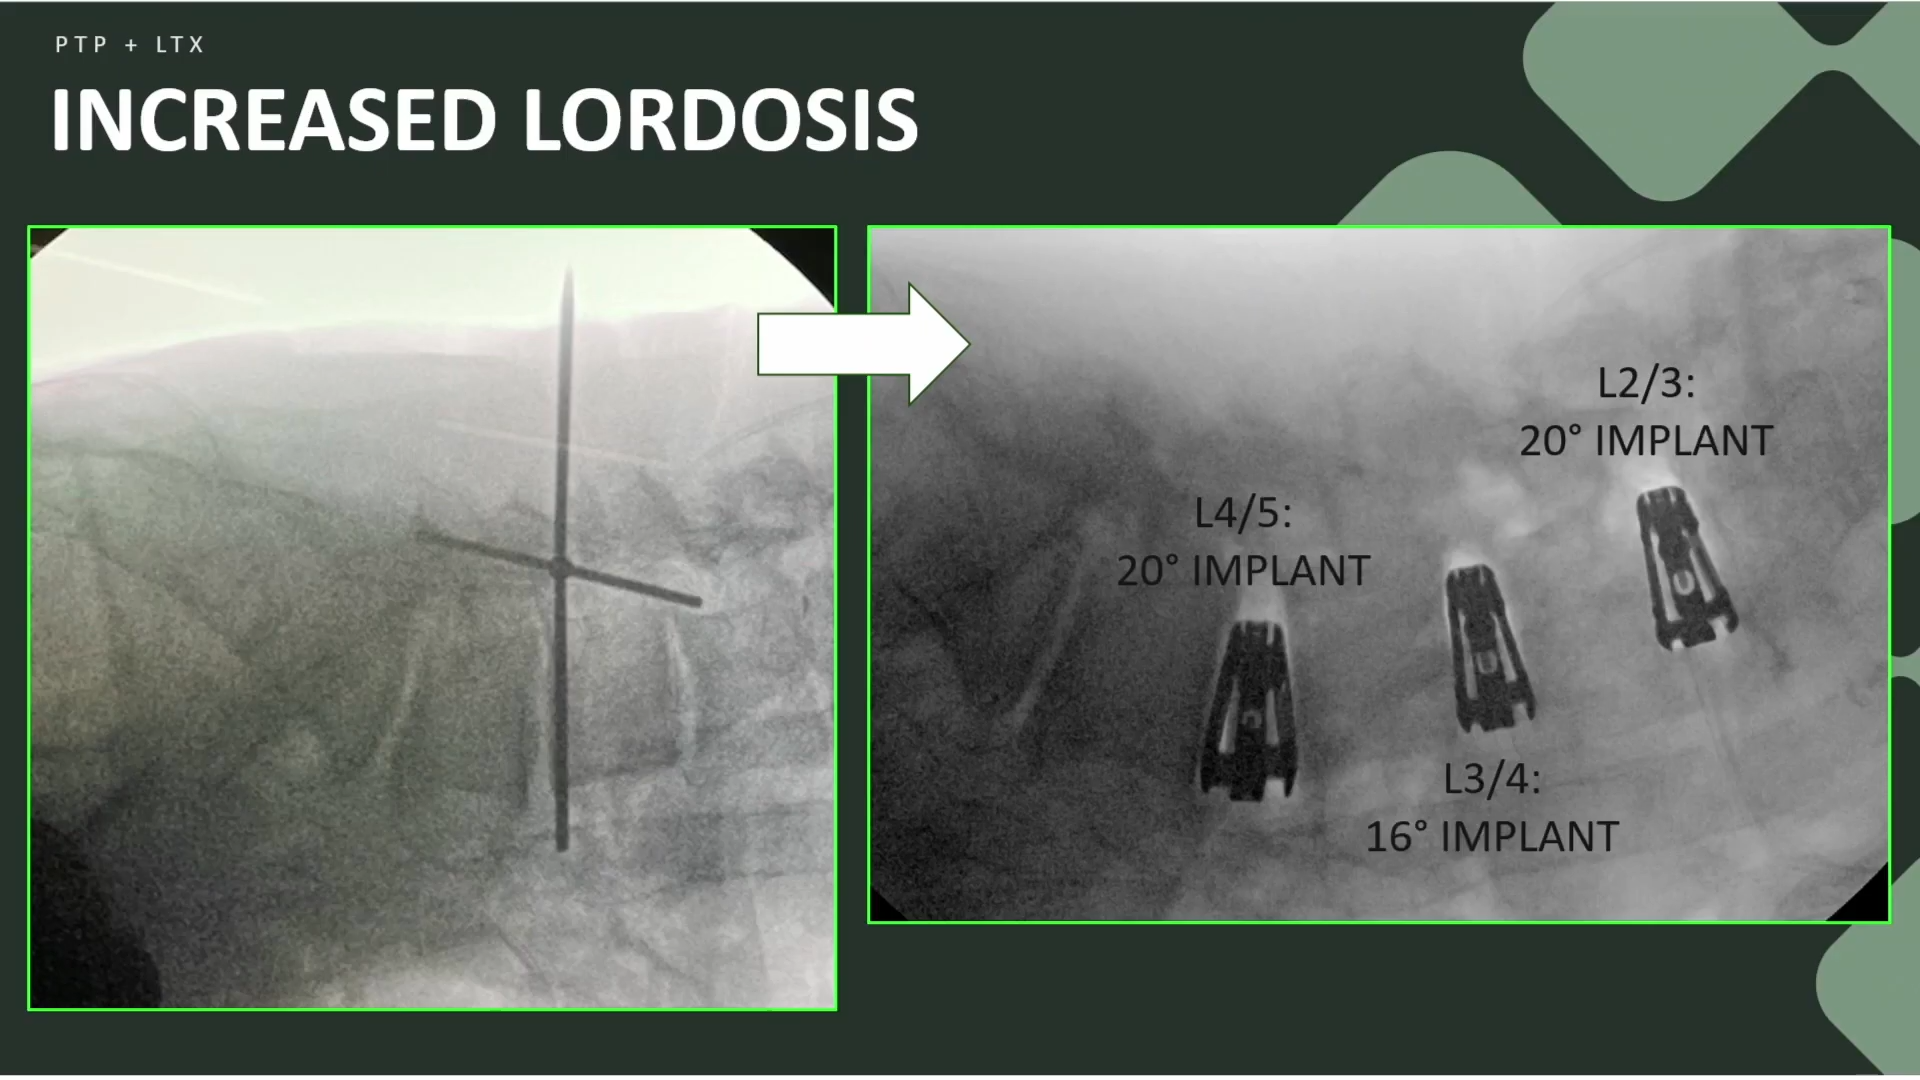 PTP + LTX
INCREASED LORDOSIS
L2/3:
20° IMPLANT
L4/5:
20° IMPLANT
L3/4:
16° IMPLANT